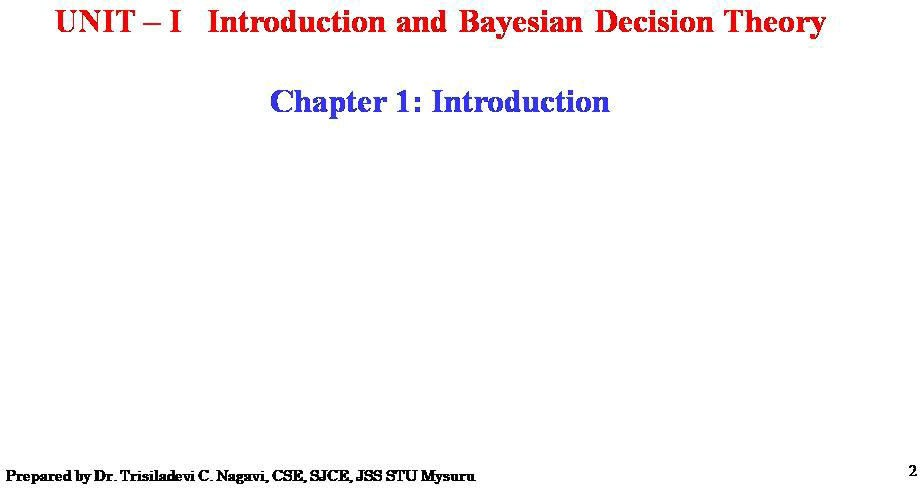 UNIT – I Introduction and Bayesian Decision Theory
Chapter 1: Introduction
Prepared by Dr. Trisiladevi C. Nagavi, CSE, SJCE, JSS STU Mysuru
2